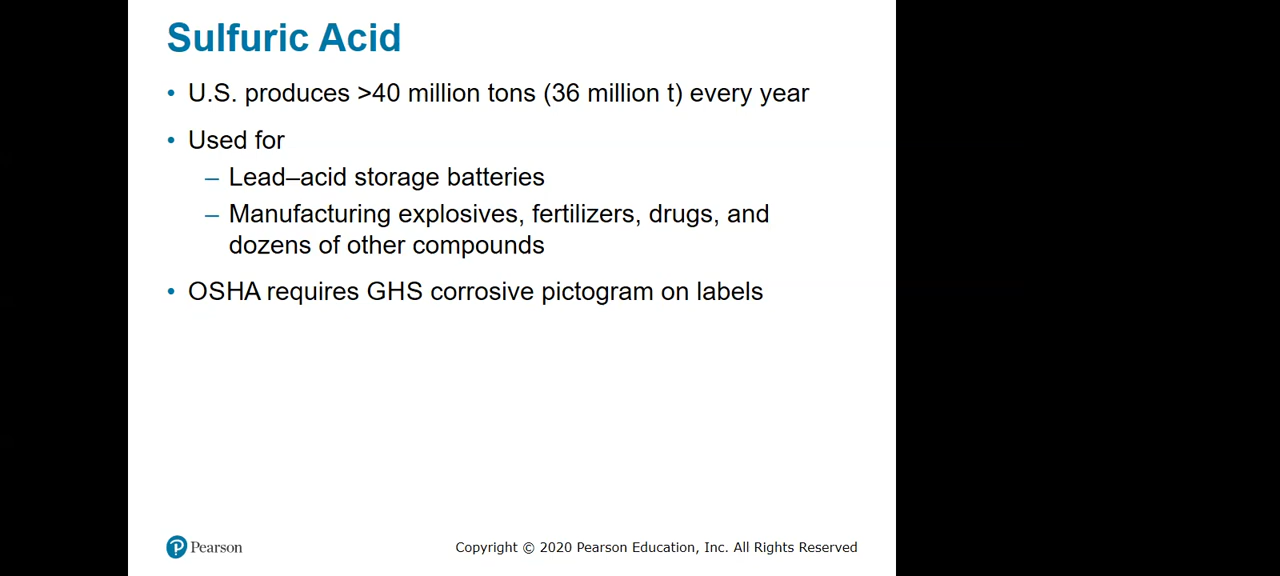 Sulfuric Acid
• U.S. produces >40 million tons (36 million t) every year
• Used for
– Lead–acid storage batteries
– Manufacturing explosives, fertilizers, drugs, and
dozens of other compounds
• OSHA requires GHS corrosive pictogram on labels
Pearson
Copyright © 2020 Pearson Education, Inc. All Rights Reserved